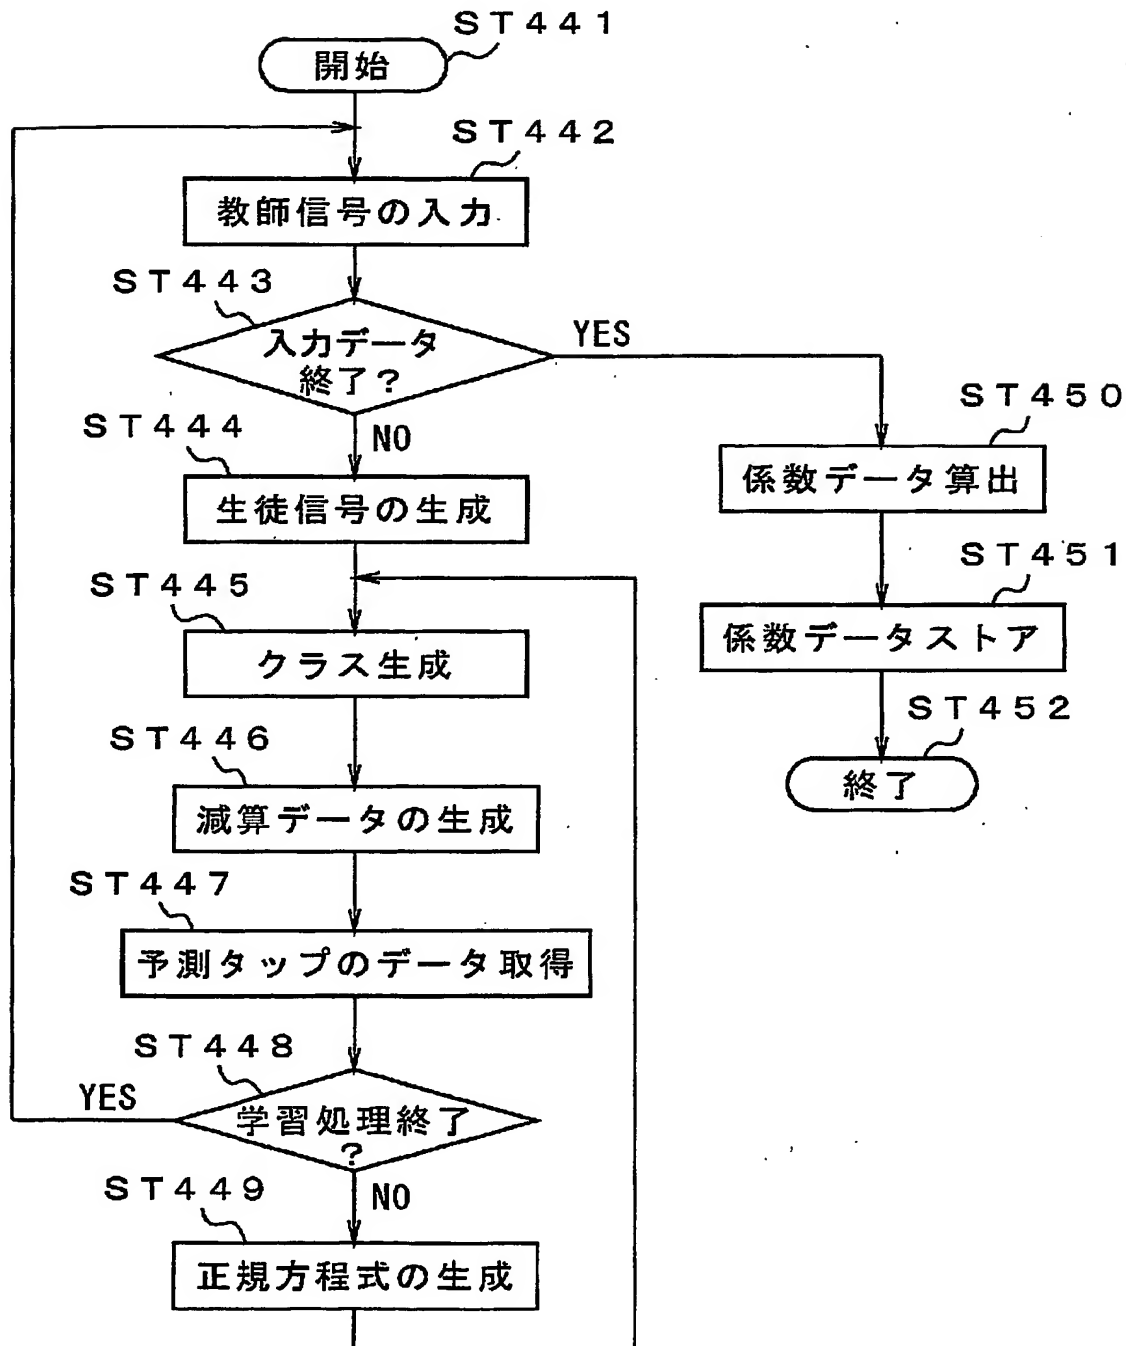 ST441
開始
ST442
教師信号の入力
ST443
入力データ
終了?
YES
NO
ST444
生徒信号の生成
ST445
クラス生成
ST446
減算データの生成
ST447
予測タップのデータ取得
ST448
YES
学習処理終了
?
NO
ST449
正規方程式の生成
ST450
係数データ算出
ST451
係数データストア
ST452
終了